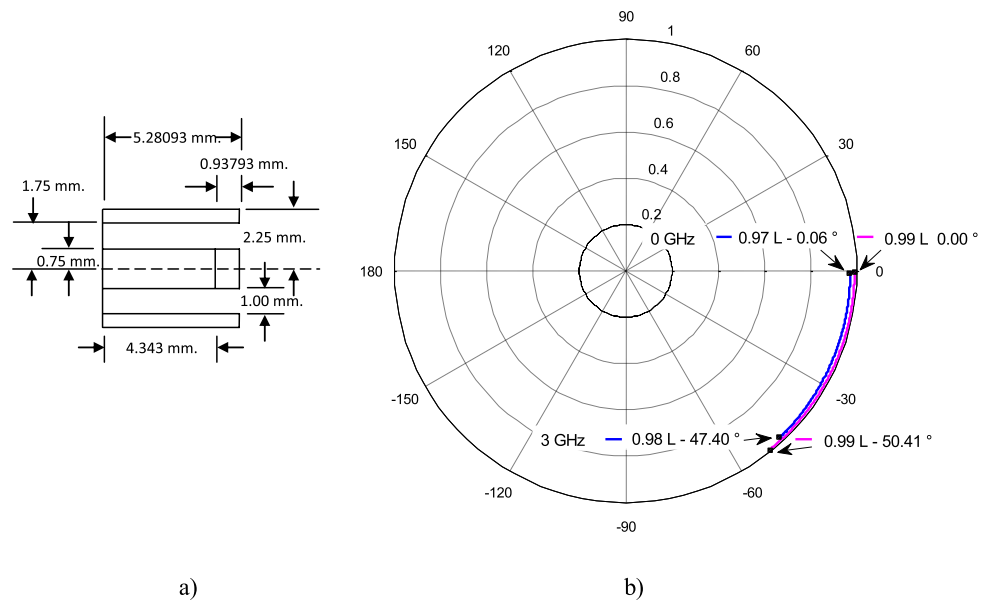 5.28093 mm.
0.93793 mm.
1.75 mm.
2.25 mm.
0.75 mm.
1.00 mm.
4.343 mm.
a)
90
120
1
60
0.8
150
0.6
30
0.4
0.2
0 GHz
0.97 L - 0.06 °
0.99 L 0.00 °
180
0
-150
-30
3 GHz
0.98 L - 47.40 °
0.99 L - 50.41 °
-120
-60
-90
b)